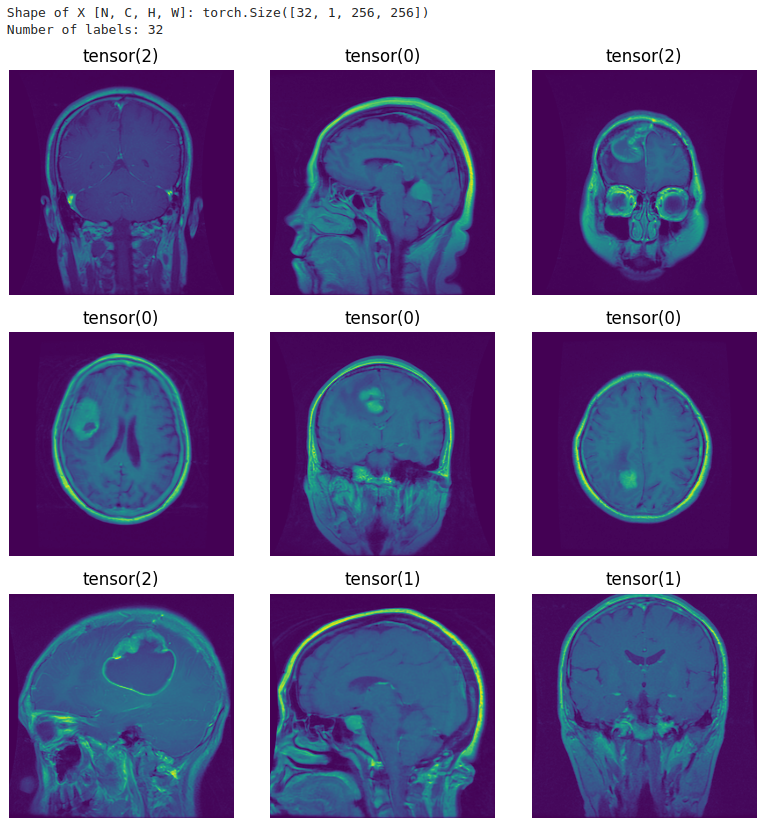 Shape of X [N, C, H, W]: torch.Size([32, 1, 256, 256])
Number of labels: 32
tensor(2) tensor(0) tensor(2)
tensor(0) tensor(0) tensor(0)
tensor(2) tensor(1) tensor(1)